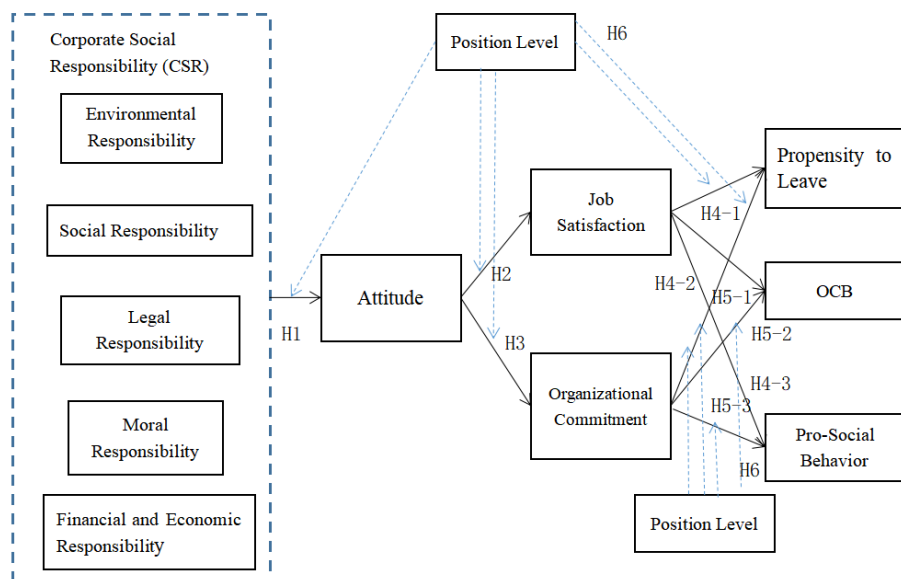 Corporate Social
Responsibility (CSR)
Environmental
Responsibility
Social Responsibility
Legal
Responsibility
Moral
Responsibility
Financial and Economic
Responsibility
H1
Attitude
Position Level
H6
H2
H3
Job
Satisfaction
Organizational
Commitment
H4-1
H4-2
H5-1
H5-2
H4-3
H5-3
H6
Propensity to
Leave
OCB
Pro-Social
Behavior
Position Level